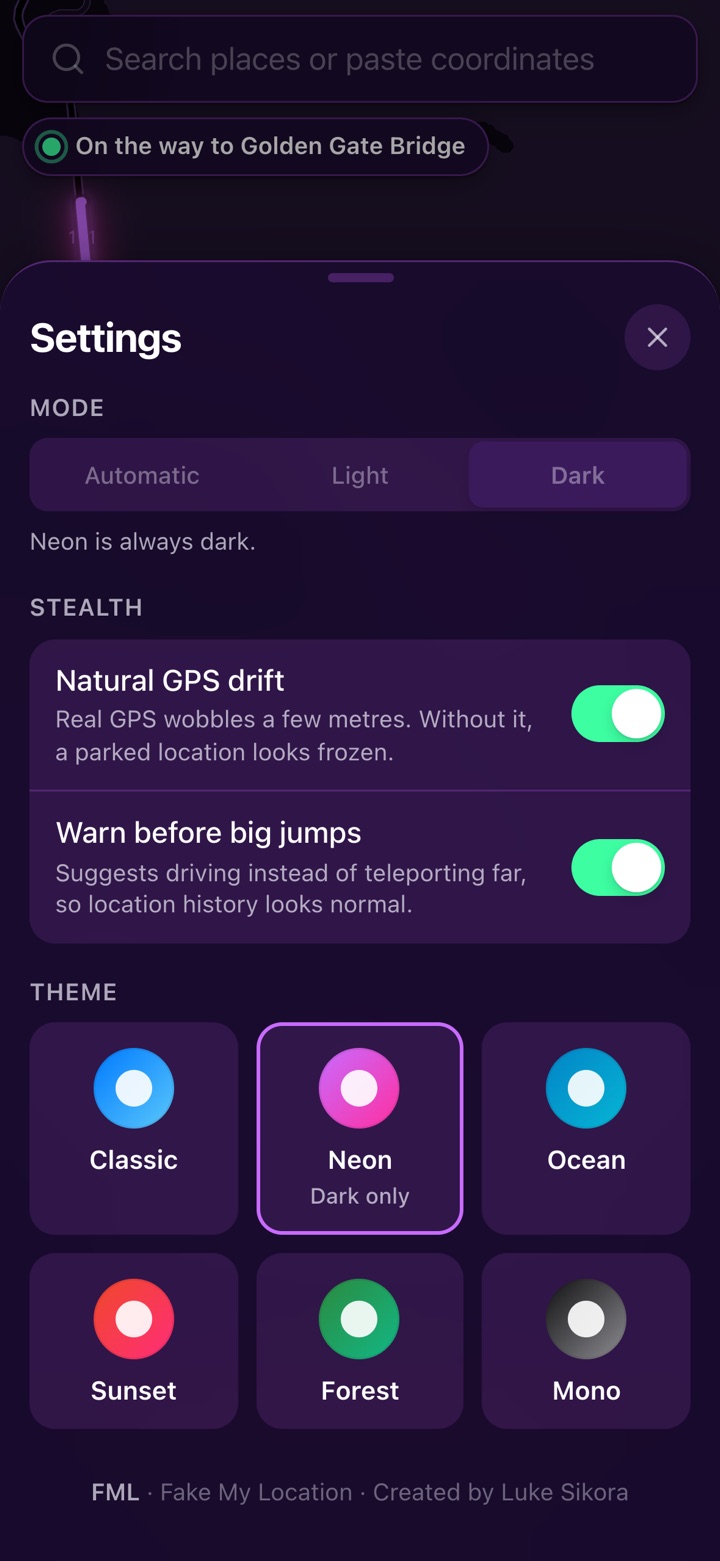 Search places or paste coordinates
On the way to Golden Gate Bridge
Settings
MODE
Automatic
Light
Dark
Neon is always dark.
STEALTH
Natural GPS drift
Real GPS wobbles a few metres. Without it,
a parked location looks frozen.
Warn before big jumps
Suggests driving instead of teleporting far,
so location history looks normal.
THEME
Classic
Neon
Dark only
Ocean
Sunset
Forest
Mono
FML · Fake My Location · Created by Luke Sikora